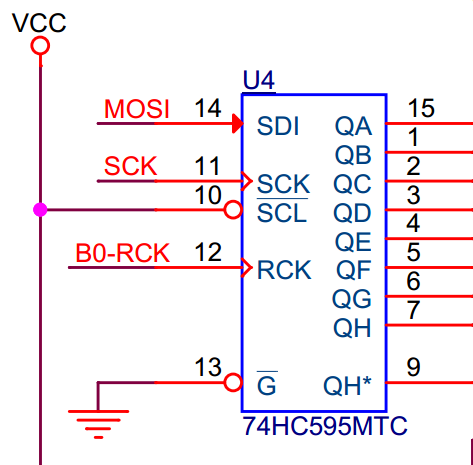 VCC
U4
MOSI 14 SDI QA 15
QB 1
SCK 11 SCK QC 2
10 SCL QD 3
QE 4
B0-RCK 12 RCK QF 5
QG 6
QH 7
13 G QH* 9
74HC595MTC